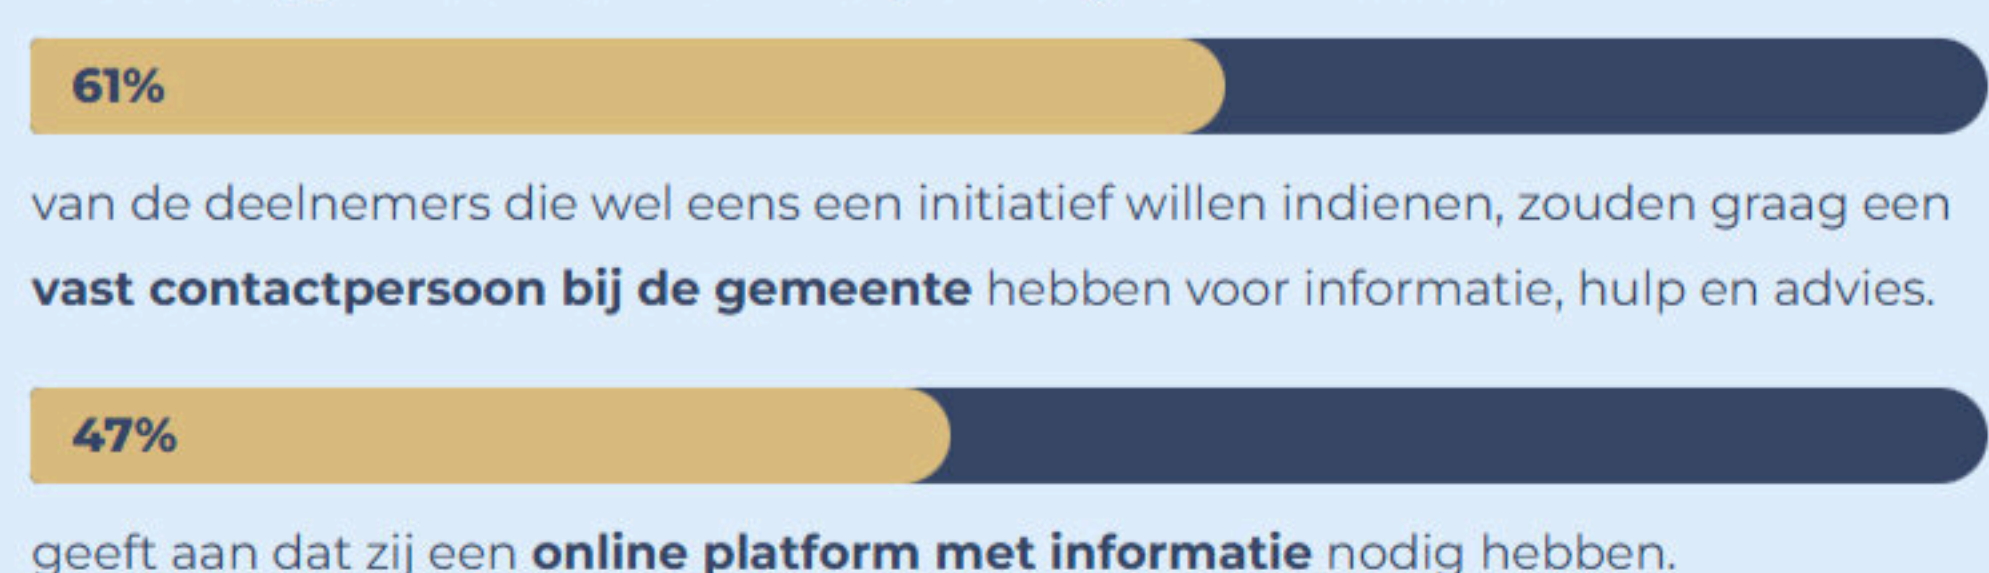 61%
van de deelnemers die wel eens een initiatief willen indienen, zouden graag een
vast contactpersoon bij de gemeente hebben voor informatie, hulp en advies.
47%
geeft aan dat zij een online platform met informatie nodig hebben.